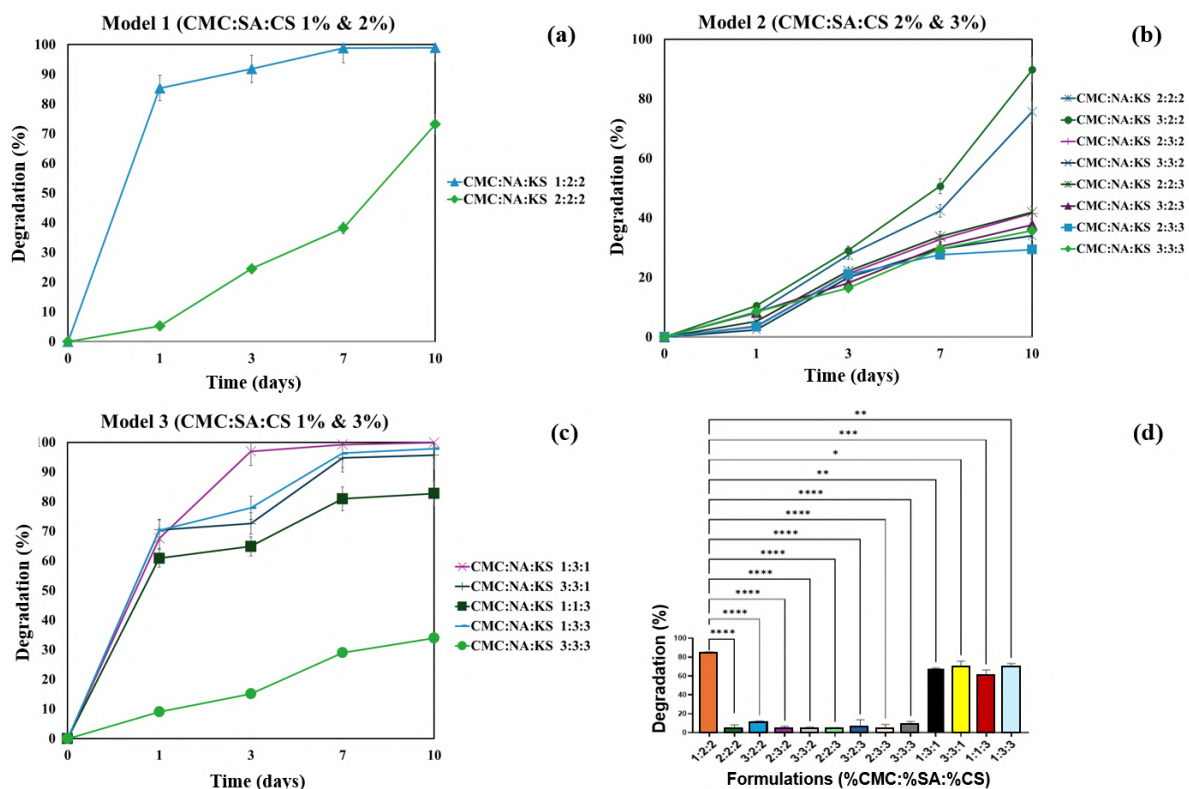 Model 1 (CMC:SA:CS 1% & 2%)
(a)
100
90
80
70
60
50
40
30
20
10
0
Degradation (%)
0 1 3 7 10
Time (days)
CMC:NA:KS 1:2:2
CMC:NA:KS 2:2:2
Model 2 (CMC:SA:CS 2% & 3%)
(b)
100
80
60
40
20
0
Degradation (%)
0 1 3 7 10
Time (days)
CMC:NA:KS 2:2:2
CMC:NA:KS 3:2:2
CMC:NA:KS 2:3:2
CMC:NA:KS 3:3:2
CMC:NA:KS 2:2:3
CMC:NA:KS 3:2:3
CMC:NA:KS 2:3:3
CMC:NA:KS 3:3:3
Model 3 (CMC:SA:CS 1% & 3%)
(c)
100
90
80
70
60
50
40
30
20
10
0
Degradation (%)
0 1 3 7 10
Time (days)
CMC:NA:KS 1:3:1
CMC:NA:KS 3:3:1
CMC:NA:KS 1:1:3
CMC:NA:KS 1:3:3
CMC:NA:KS 3:3:3
(d)
**
***
*
**
****
****
****
****
****
****
****
****
100
80
60
40
20
0
Degradation (%)
1:2:2 2:2:2 3:2:2 2:3:2 3:3:2 2:2:3 3:2:3 2:3:3 3:3:3 1:3:1 3:3:1 1:1:3 1:3:3
Formulations (%CMC:%SA:%CS)